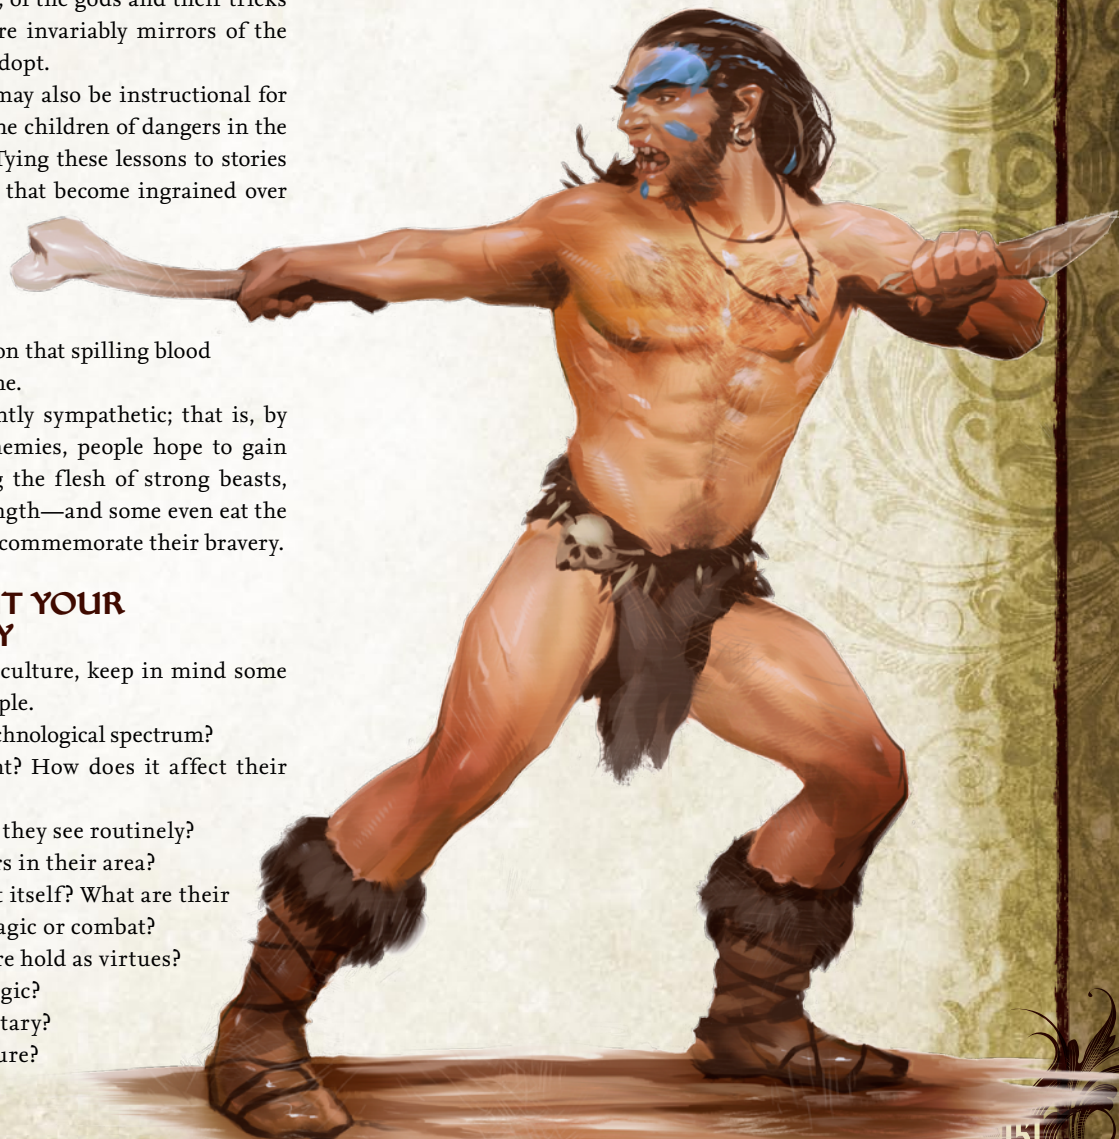 of the gods and their tricks
re invariably mirrors of the
dopt.
may also be instructional for
he children of dangers in the
Tying these lessons to stories
that become ingrained over
on that spilling blood
ne.
ntly sympathetic; that is, by
nemies, people hope to gain
g the flesh of strong beasts,
ngth—and some even eat the
commemorate their bravery.
T YOUR
Y
culture, keep in mind some
ple.
chnological spectrum?
nt? How does it affect their
they see routinely?
rs in their area?
t itself? What are their
agic or combat?
re hold as virtues?
gic?
tary?
ure?